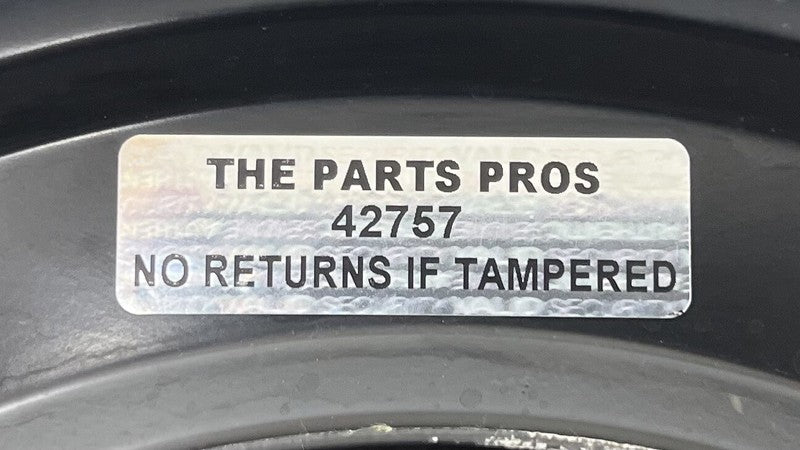 THE PARTS PROS
42757
NO RETURNS IF TAMPERED